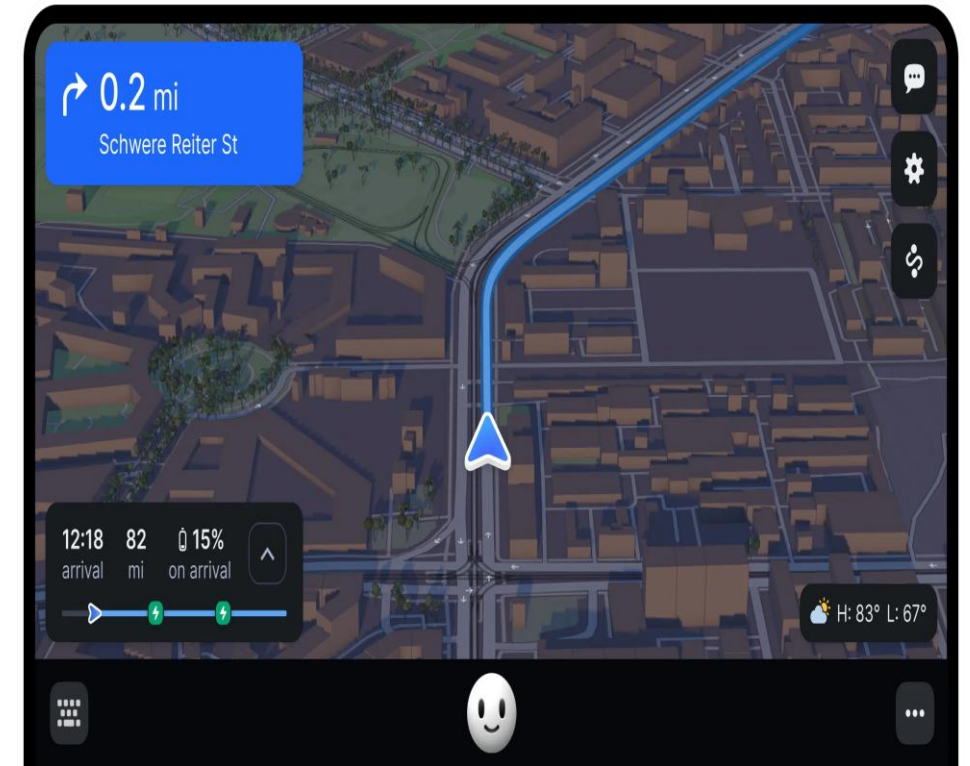 0.2 mi
Schwere Reiter St
12:18 82 15%
arrival mi on arrival
H: 83° L: 67°